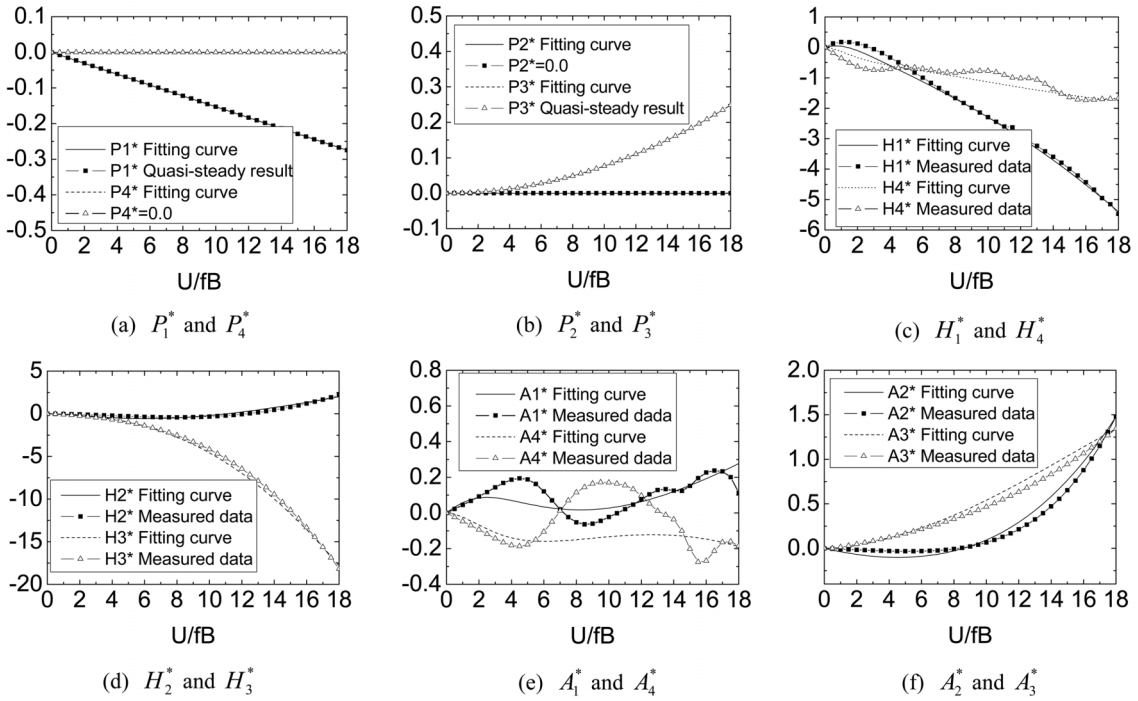 0.1
0.0
-0.1
-0.2
-0.3
-0.4
-0.5
P1* Fitting curve
P1* Quasi-steady result
P4* Fitting curve
P4*=0.0
0 2 4 6 8 10 12 14 16 18
U/fB
(a) P₁* and P₄*
0.5
0.4
0.3
0.2
0.1
0.0
-0.1
P2* Fitting curve
P2*=0.0
P3* Fitting curve
P3* Quasi-steady result
0 2 4 6 8 10 12 14 16 18
U/fB
(b) P₂* and P₃*
1
0
-1
-2
-3
-4
-5
-6
H1* Fitting curve
H1* Measured data
H4* Fitting curve
H4* Measured data
0 2 4 6 8 10 12 14 16 18
U/fB
(c) H₁* and H₄*
5
0
-5
-10
-15
-20
H2* Fitting curve
H2* Measured data
H3* Fitting curve
H3* Measured data
0 2 4 6 8 10 12 14 16 18
U/fB
(d) H₂* and H₃*
0.8
0.6
0.4
0.2
0.0
-0.2
-0.4
A1* Fitting curve
A1* Measured dada
A4* Fitting curve
A4* Measured dada
0 2 4 6 8 10 12 14 16 18
U/fB
(e) A₁* and A₄*
2.0
1.5
1.0
0.5
0.0
A2* Fitting curve
A2* Measured data
A3* Fitting curve
A3* Measured data
0 2 4 6 8 10 12 14 16 18
U/fB
(f) A₂* and A₃*